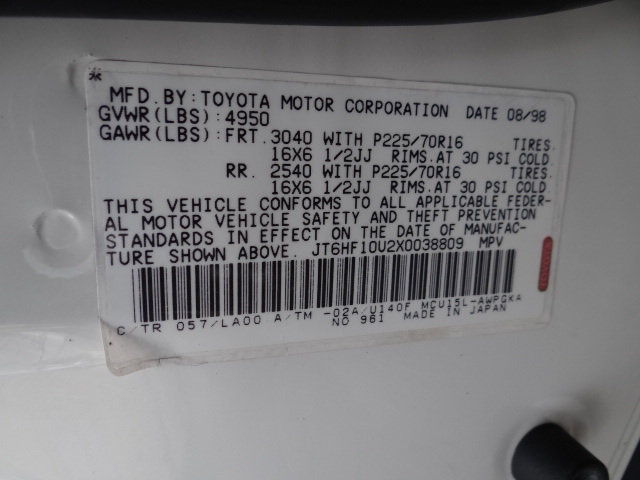 *
MFD. BY: TOYOTA MOTOR CORPORATION DATE 08/98
GVWR(LBS):4950
GAWR(LBS): FRT. 3040 WITH P225/70R16 TIRES.
16X6 1/2JJ RIMS. AT 30 PSI COLD.
RR. 2540 WITH P225/70R16 TIRES.
16X6 1/2JJ RIMS. AT 30 PSI COLD.
THIS VEHICLE CONFORMS TO ALL APPLICABLE FEDER-
AL MOTOR VEHICLE SAFETY AND THEFT PREVENTION
STANDARDS IN EFFECT ON THE DATE OF MANUFAC-
TURE SHOWN ABOVE. JT6HF10U2X0038809 MPV
C/TR 057/LA00 A/TM -02A/U140F MCU15L-AWPGKA
NO 961 MADE IN JAPAN